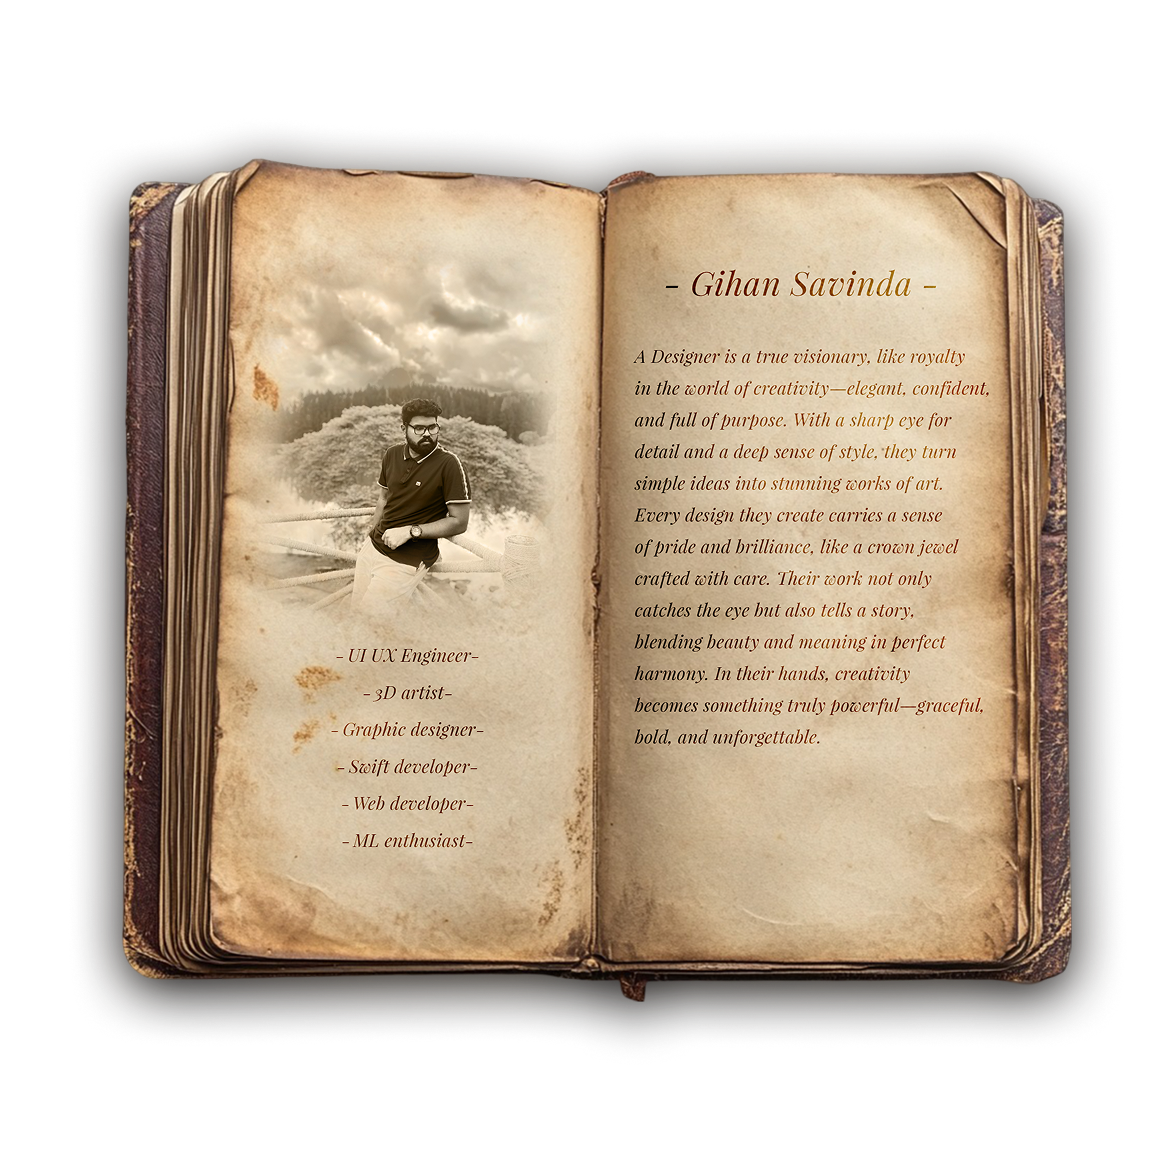 - UI UX Engineer-
- 3D artist-
- Graphic designer-
- Swift developer-
- Web developer-
- ML enthusiast-
- Gihan Savinda -
A Designer is a true visionary, like royalty
in the world of creativity—elegant, confident,
and full of purpose. With a sharp eye for
detail and a deep sense of style, they turn
simple ideas into stunning works of art.
Every design they create carries a sense
of pride and brilliance, like a crown jewel
crafted with care. Their work not only
catches the eye but also tells a story,
blending beauty and meaning in perfect
harmony. In their hands, creativity
becomes something truly powerful—graceful,
bold, and unforgettable.